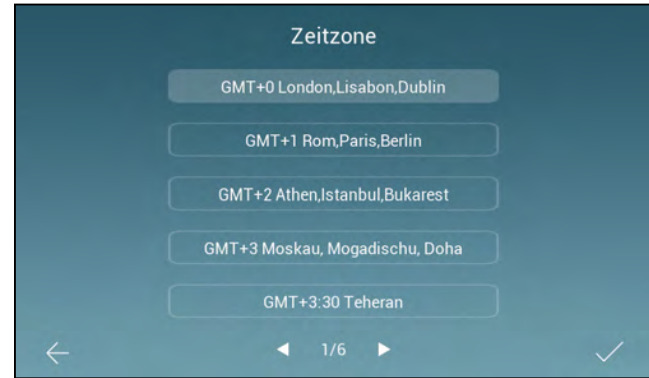 Zeitzone
GMT+0 London,Lisabon,Dublin
GMT+1 Rom,Paris,Berlin
GMT+2 Athen,Istanbul,Bukarest
GMT+3 Moskau, Mogadischu, Doha
GMT+3:30 Teheran
1/6